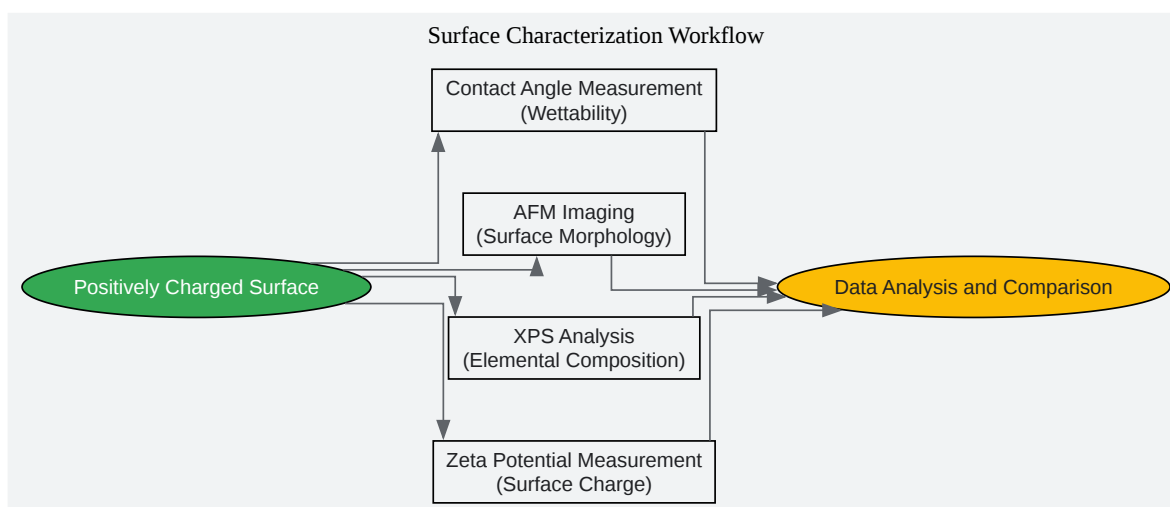 Surface Characterization Workflow
Contact Angle Measurement
(Wettability)
AFM Imaging
(Surface Morphology)
Positively Charged Surface
Data Analysis and Comparison
XPS Analysis
(Elemental Composition)
Zeta Potential Measurement
(Surface Charge)